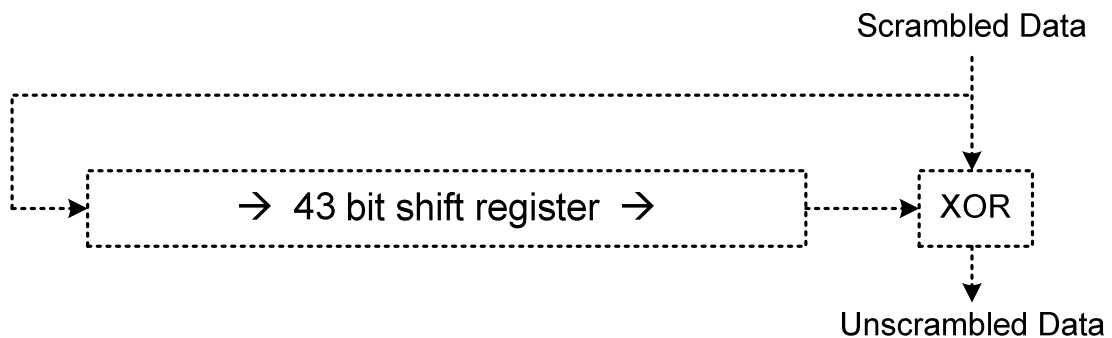 Scrambled Data
→ 43 bit shift register →
XOR
Unscrambled Data